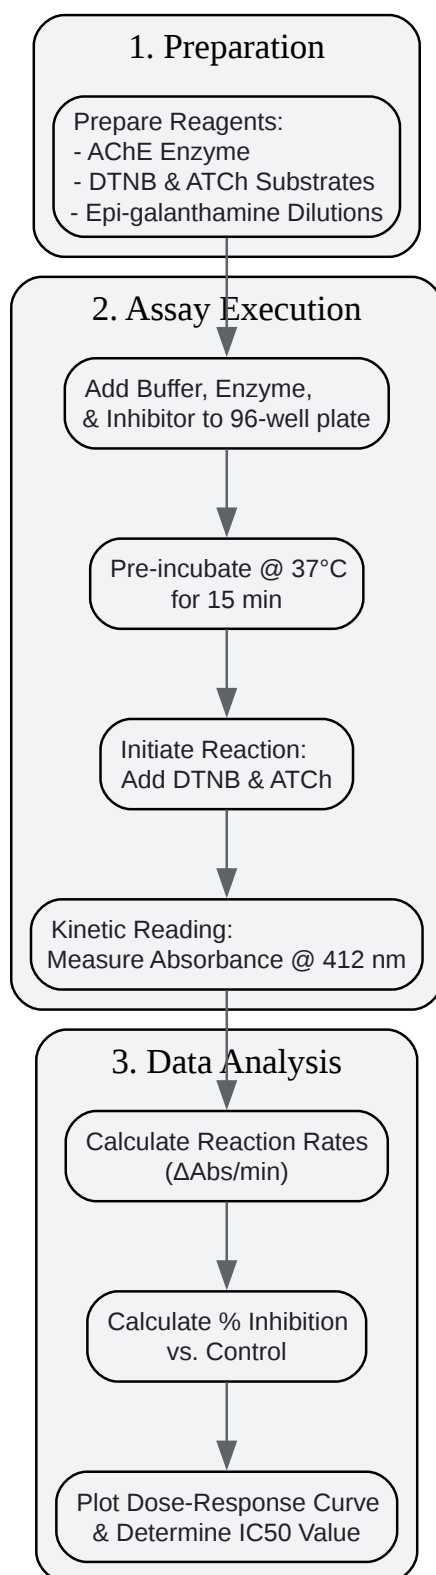 1. Preparation
Prepare Reagents:
- AChE Enzyme
- DTNB & ATCh Substrates
- Epi-galanthamine Dilutions
2. Assay Execution
Add Buffer, Enzyme,
& Inhibitor to 96-well plate
Pre-incubate @ 37°C
for 15 min
Initiate Reaction:
Add DTNB & ATCh
Kinetic Reading:
Measure Absorbance @ 412 nm
3. Data Analysis
Calculate Reaction Rates
(ΔAbs/min)
Calculate % Inhibition
vs. Control
Plot Dose-Response Curve
& Determine IC50 Value